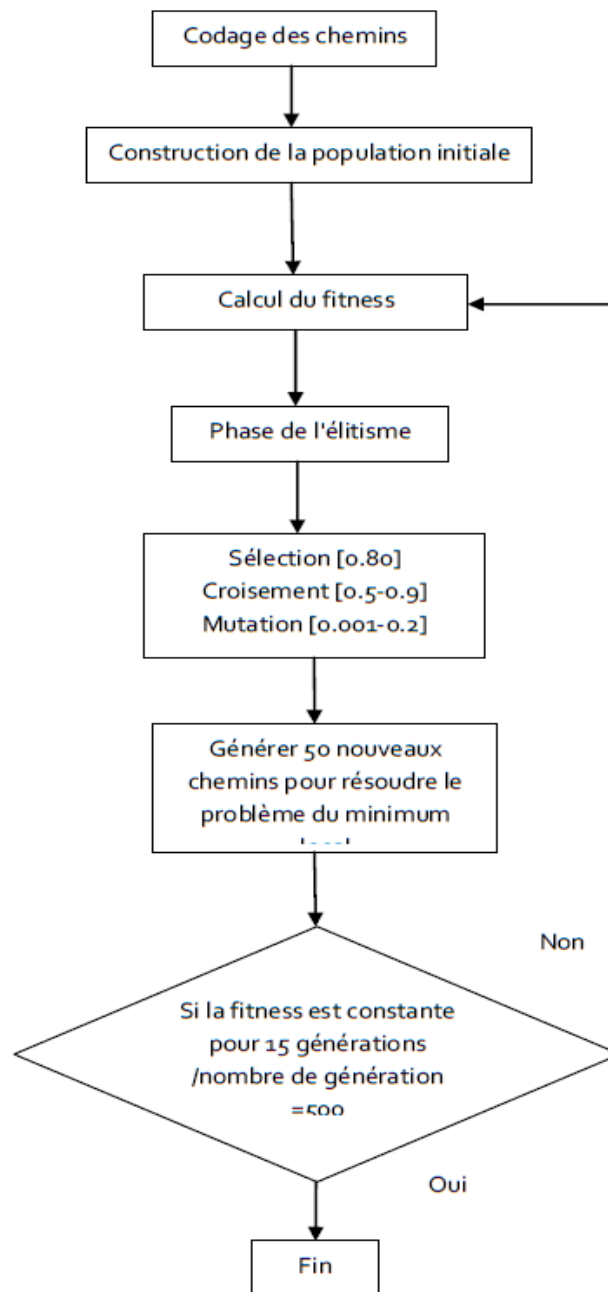 Codage des chemins
Construction de la population initiale
Calcul du fitness
Phase de l'élitisme
Sélection [0.80]
Croisement [0.5-0.9]
Mutation [0.001-0.2]
Générer 50 nouveaux
chemins pour résoudre le
problème du minimum
local
Non
Si la fitness est constante
pour 15 générations
/nombre de génération
=500
Oui
Fin